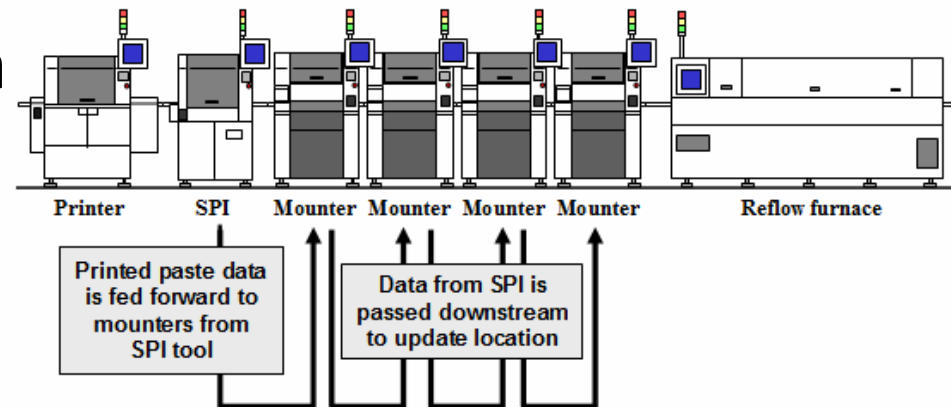 Printer SPI Mounter Mounter Mounter Mounter Reflow furnace
Printed paste data
is fed forward to
mounters from
SPI tool
Data from SPI is
passed downstream
to update location